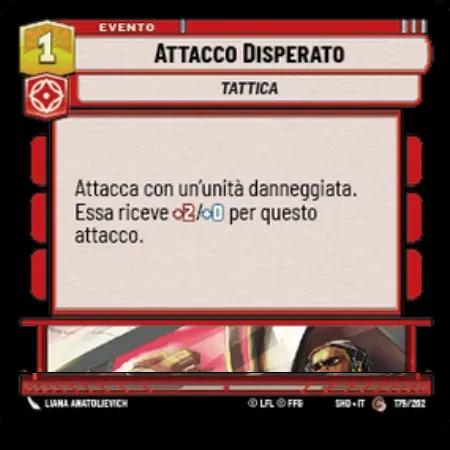 EVENTO
1
ATTACCO DISPERATO
TATTICA
Attacca con un'unità danneggiata.
Essa riceve +2/+0 per questo
attacco.
LIANA ANATOLIEVICH © LFL © FFG SHD • IT C 179/262